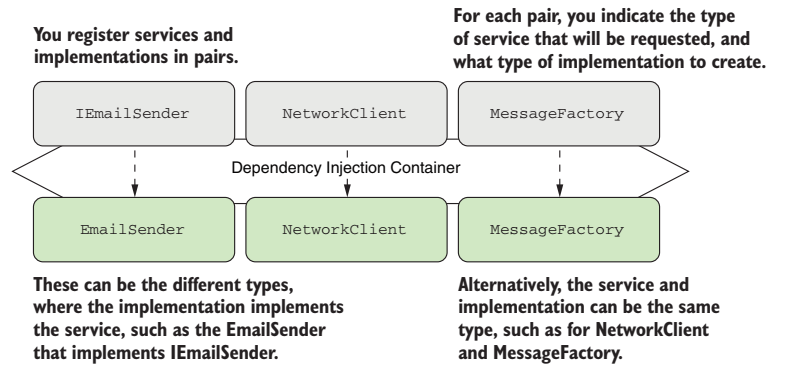 You register services and
implementations in pairs.
For each pair, you indicate the type
of service that will be requested, and
what type of implementation to create.
IEmailSender
NetworkClient
MessageFactory
Dependency Injection Container
EmailSender
NetworkClient
MessageFactory
These can be the different types,
where the implementation implements
the service, such as the EmailSender
that implements IEmailSender.
Alternatively, the service and
implementation can be the same
type, such as for NetworkClient
and MessageFactory.